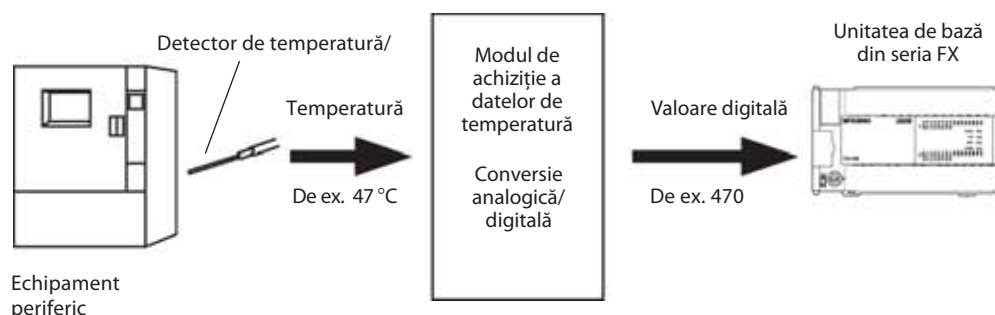 Detector de temperatură/
Temperatură
De ex. 47 °C
Modul de
achiziție a
datelor de
temperatură
Conversie
analogică/
digitală
Valoare digitală
De ex. 470
Unitatea de bază
din seria FX
Echipament
periferic